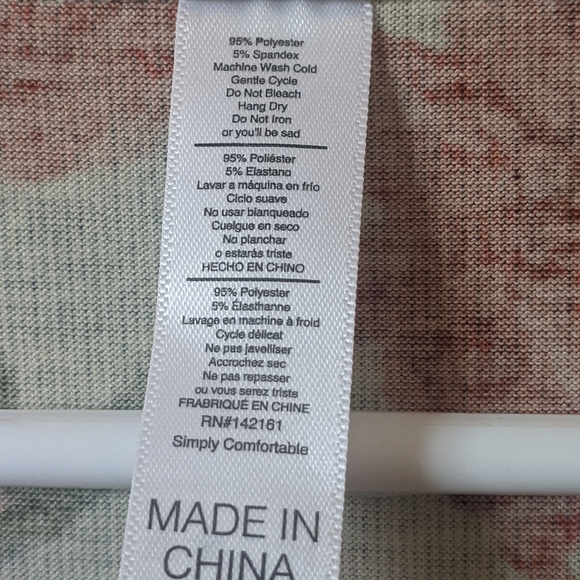 95% Polyester
5% Spandex
Machine Wash Cold
Gentle Cycle
Do Not Bleach
Hang Dry
Do Not Iron
or you'll be sad
95% Poliéster
5% Elastano
Lavar a máquina en frío
Ciclo suave
No usar blanqueado
Cuelgue en seco
No planchar
o estarás triste
HECHO EN CHINO
95% Polyester
5% Élasthanne
Lavage en machine à froid
Cycle délicat
Ne pas javelliser
Accrochez sec
Ne pas repasser
ou vous serez triste
FRABRIQUÉ EN CHINE
RN#142161
Simply Comfortable
MADE IN
CHINA